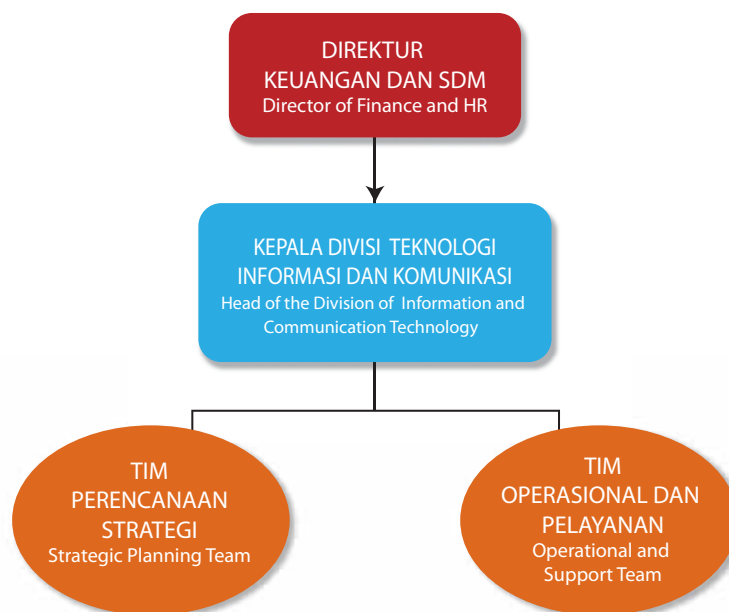 DIREKTUR
KEUANGAN DAN SDM
Director of Finance and HR
KEPALA DIVISI TEKNOLOGI
INFORMASI DAN KOMUNIKASI
Head of the Division of Information and
Communication Technology
TIM
PERENCANAAN
STRATEGI
Strategic Planning Team
TIM
OPERASIONAL DAN
PELAYANAN
Operational and
Support Team